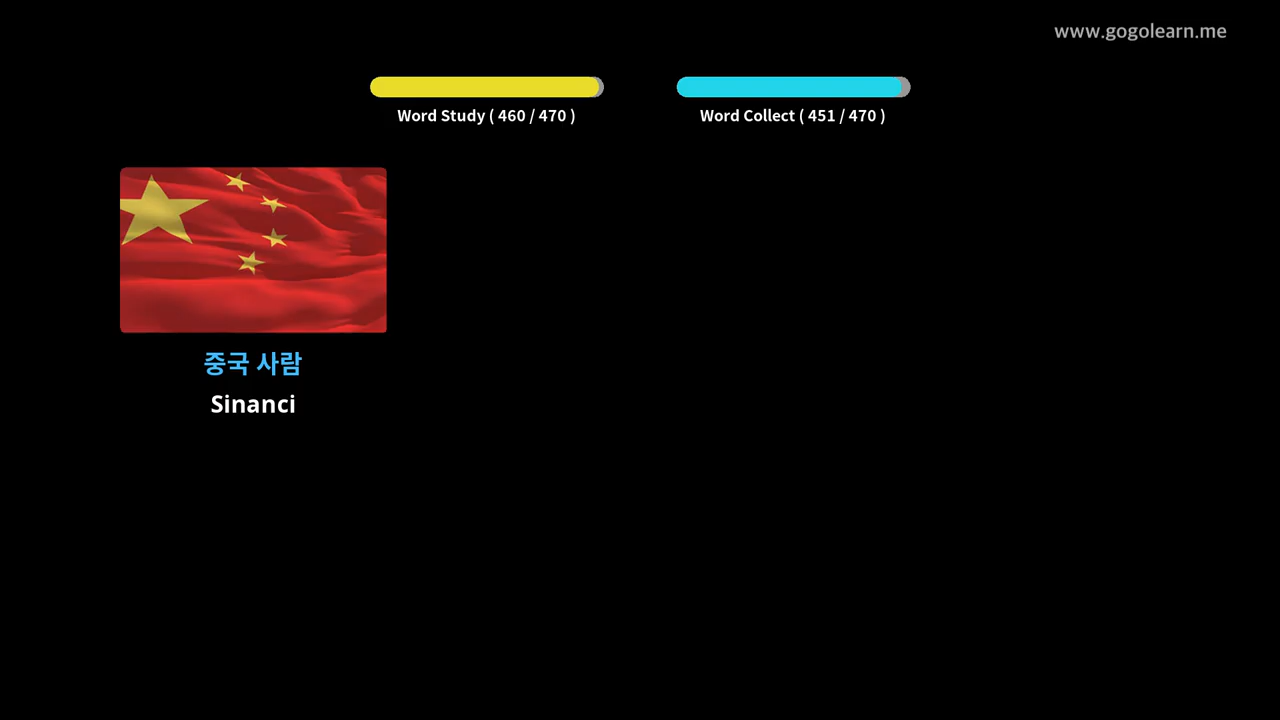 www.gogolearn.me
Word Study ( 460 / 470 )
Word Collect ( 451 / 470 )
중국 사람
Sinanci